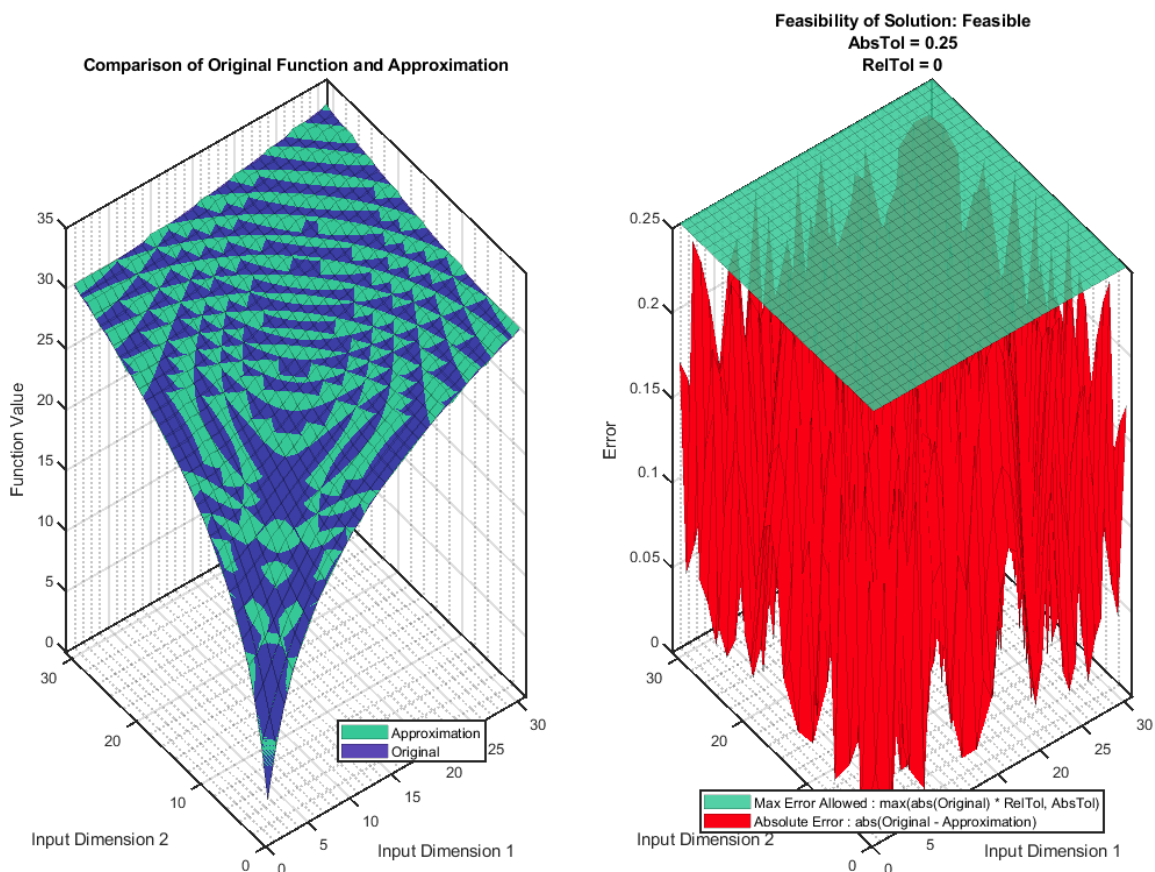 Comparison of Original Function and Approximation
Function Value
35
30
25
20
15
10
5
0
30
20
10
0
Input Dimension 2
0
5
10
15
20
25
30
Input Dimension 1
Approximation
Original
Feasibility of Solution: Feasible
AbsTol = 0.25
RelTol = 0
Error
0.25
0.2
0.15
0.1
0.05
0
30
20
0
Input Dimension 2
0
5
20
25
30
Input Dimension 1
Max Error Allowed : max(abs(Original) * RelTol, AbsTol)
Absolute Error : abs(Original - Approximation)